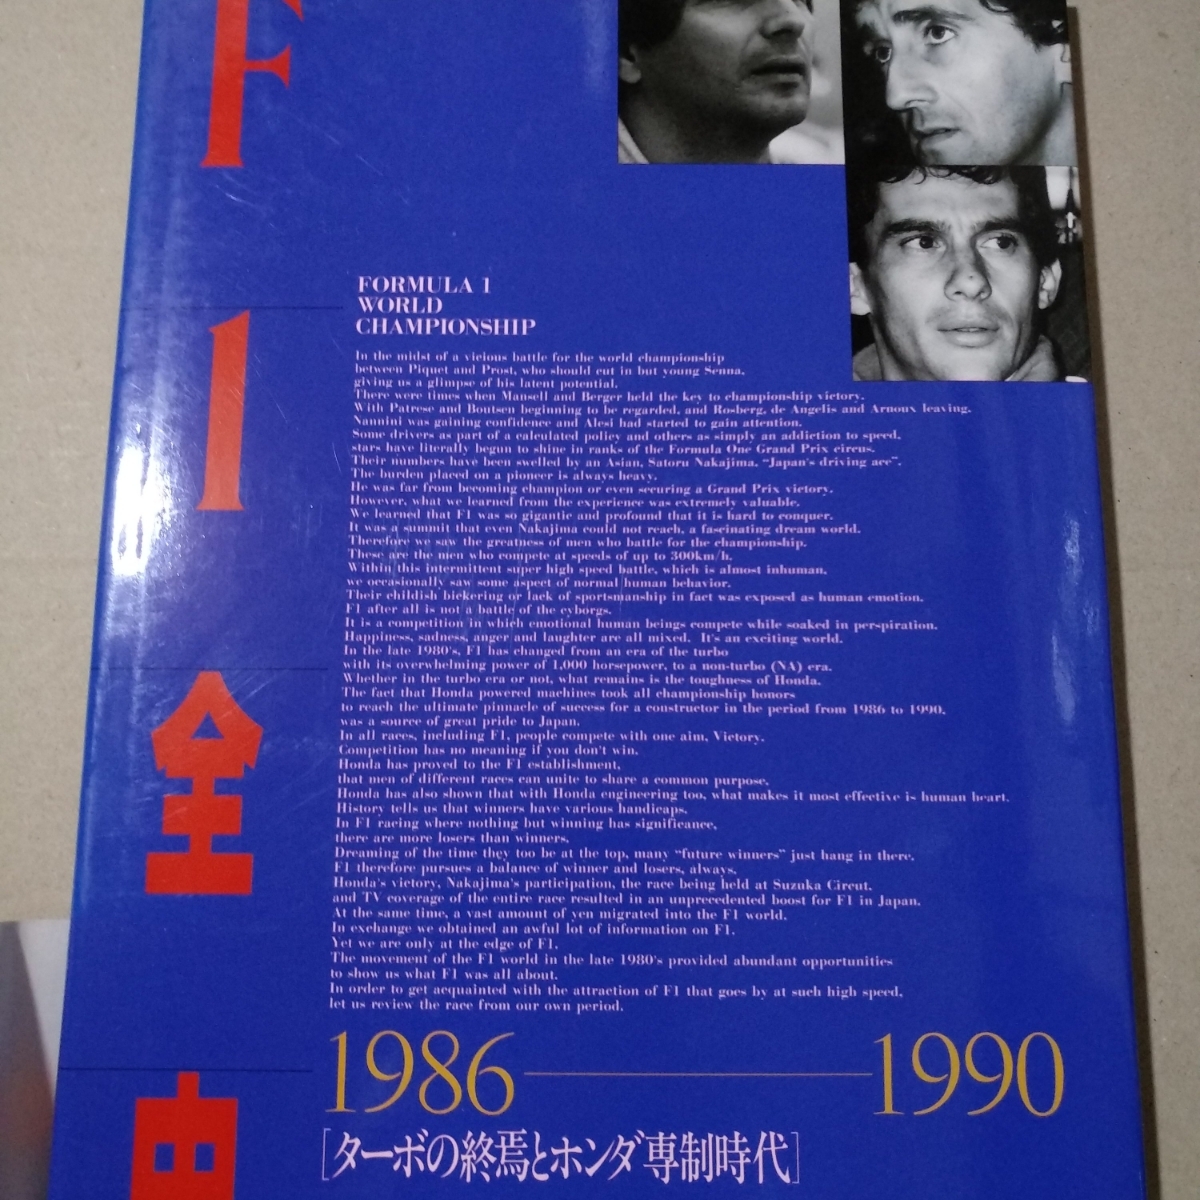 F
1
全
FORMULA 1
WORLD
CHAMPIONSHIP
In the midst of a vicious battle for the world championship
between Piquet and Prost, who should cut in but young Senna,
giving us a glimpse of his latent potential.
There were times when Mansell and Berger held the key to championship victory.
With Patrese and Boutsen beginning to be regarded, and Rosberg, de Angelis and Arnoux leaving.
Nannini was gaining confidence and Alesi had started to gain attention.
Some drivers as part of a calculated policy and others as simply an addiction to speed,
stars have literally begun to shine in ranks of the Formula One Grand Prix circus.
Their numbers have been swelled by an Asian, Satoru Nakajima, "Japan's driving ace".
The burden placed on a pioneer is always heavy.
He was far from becoming champion or even securing a Grand Prix victory.
However, what we learned from the experience was extremely valuable.
We learned that F1 was so gigantic and profound that it is hard to conquer.
It was a summit that even Nakajima could not reach, a fascinating dream world.
Therefore we saw the greatness of men who battle for the championship.
These are the men who compete at speeds of up to 300km/h.
Within this intermittent super high speed battle, which is almost inhuman,
we occasionally saw some aspect of normal human behavior.
Their childish bickering or lack of sportsmanship in fact was exposed as human emotion.
F1 after all is not a battle of the cyborgs.
It is a competition in which emotional human beings compete while soaked in perspiration.
Happiness, sadness, anger and laughter are all mixed. It's an exciting world.
In the late 1980's, F1 has changed from an era of the turbo
with its overwhelming power of 1,000 horsepower, to a non-turbo (NA) era.
Whether in the turbo era or not, what remains is the toughness of Honda.
The fact that Honda powered machines took all championship honors
to reach the ultimate pinnacle of success for a constructor in the period from 1986 to 1990,
was a source of great pride to Japan.
In all races, including F1, people compete with one aim, Victory.
Competition has no meaning if you don't win.
Honda has proved to the F1 establishment,
that men of different races can unite to share a common purpose.
Honda has also shown that with Honda engineering too, what makes it most effective is human heart.
History tells us that winners have various handicaps.
In F1 racing where nothing but winning has significance,
there are more losers than winners.
Dreaming of the time they too be at the top, many "future winners" just hang in there.
F1 therefore pursues a balance of winner and losers, always.
Honda's victory, Nakajima's participation, the race being held at Suzuka Circut,
and TV coverage of the entire race resulted in an unprecedented boost for F1 in Japan.
At the same time, a vast amount of yen migrated into the F1 world.
In exchange we obtained an awful lot of information on F1.
Yet we are only at the edge of F1.
The movement of the F1 world in the late 1980's provided abundant opportunities
to show us what F1 was all about.
In order to get acquainted with the attraction of F1 that goes by at such high speed,
let us review the race from our own period.
1986 1990
[ターボの終焉とホンダ専制時代]